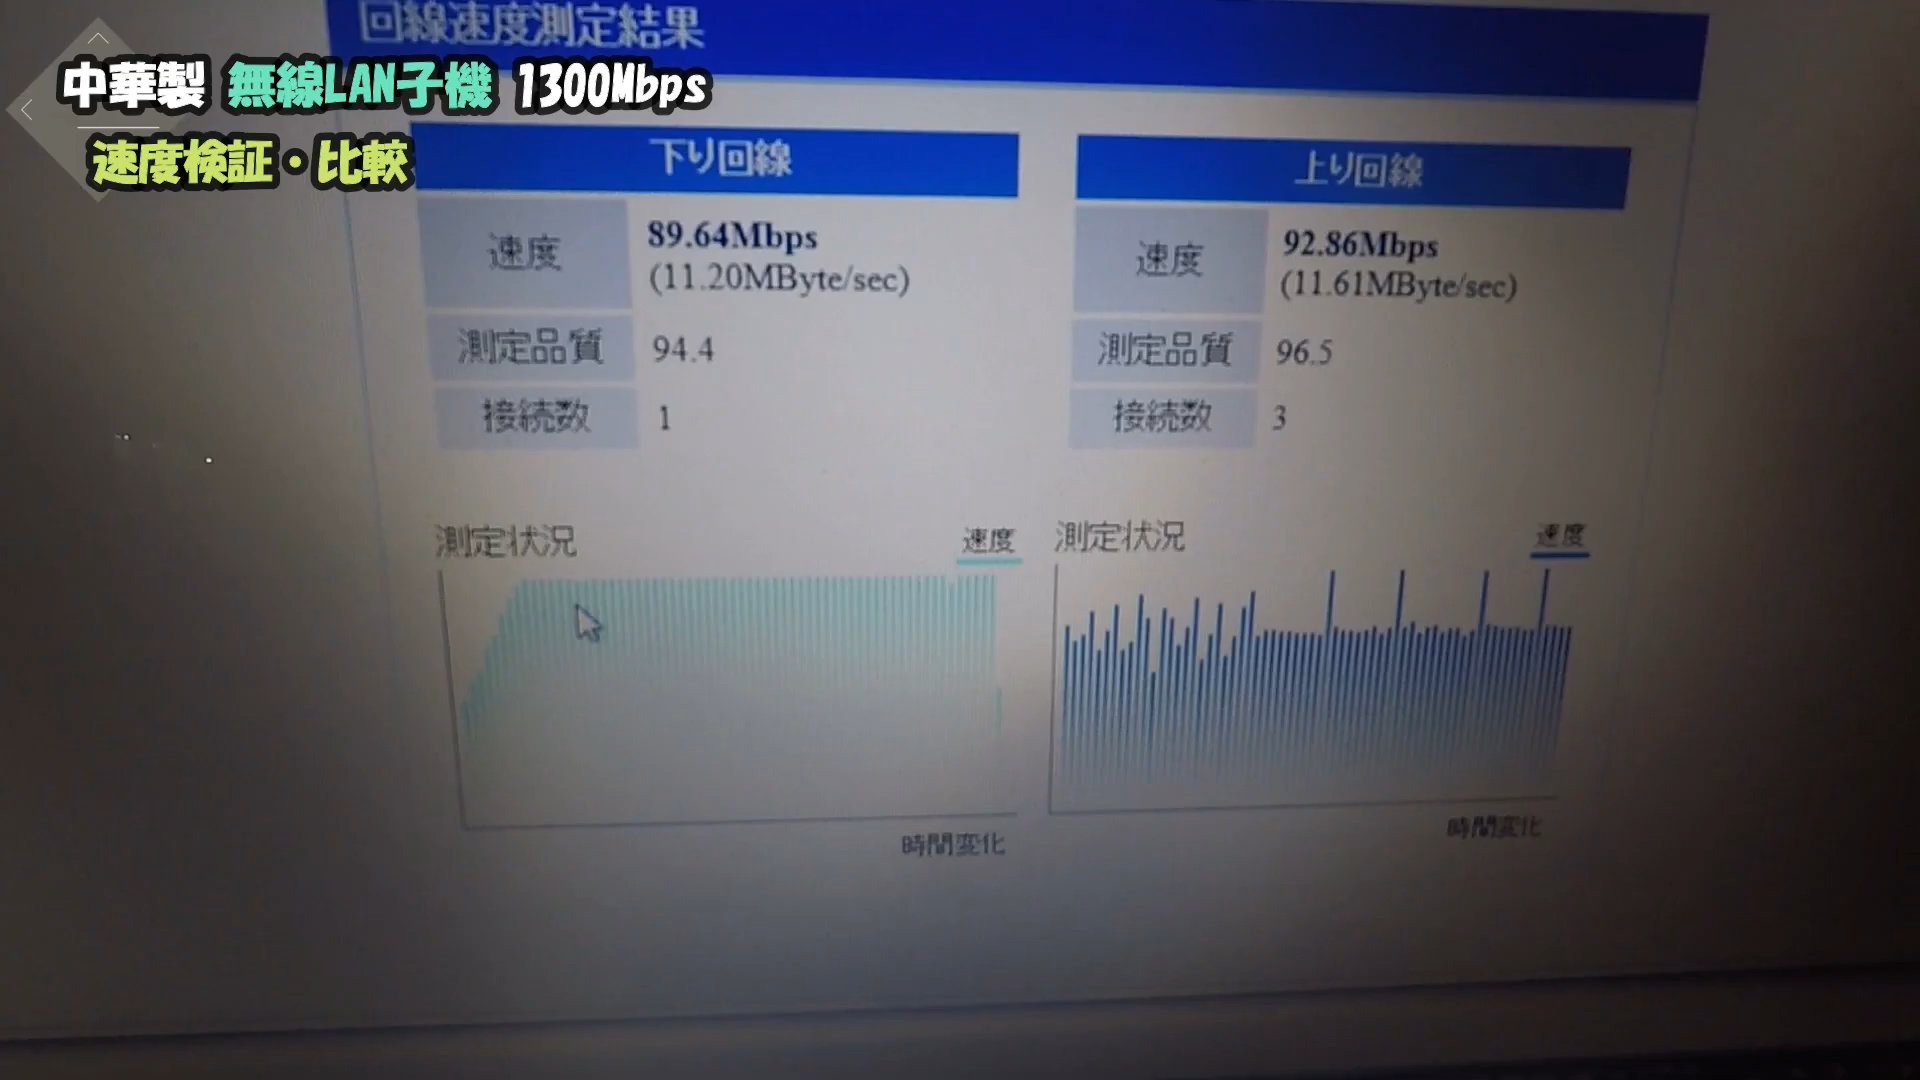 回線速度測定結果
中華製 無線LAN子機 1300Mbps
速度検証・比較
下り回線
速度
89.64Mbps
(11.20MByte/sec)
測定品質
94.4
接続数
1
測定状況
速度
時間変化
上り回線
速度
92.86Mbps
(11.61MByte/sec)
測定品質
96.5
接続数
3
測定状況
速度
時間変化